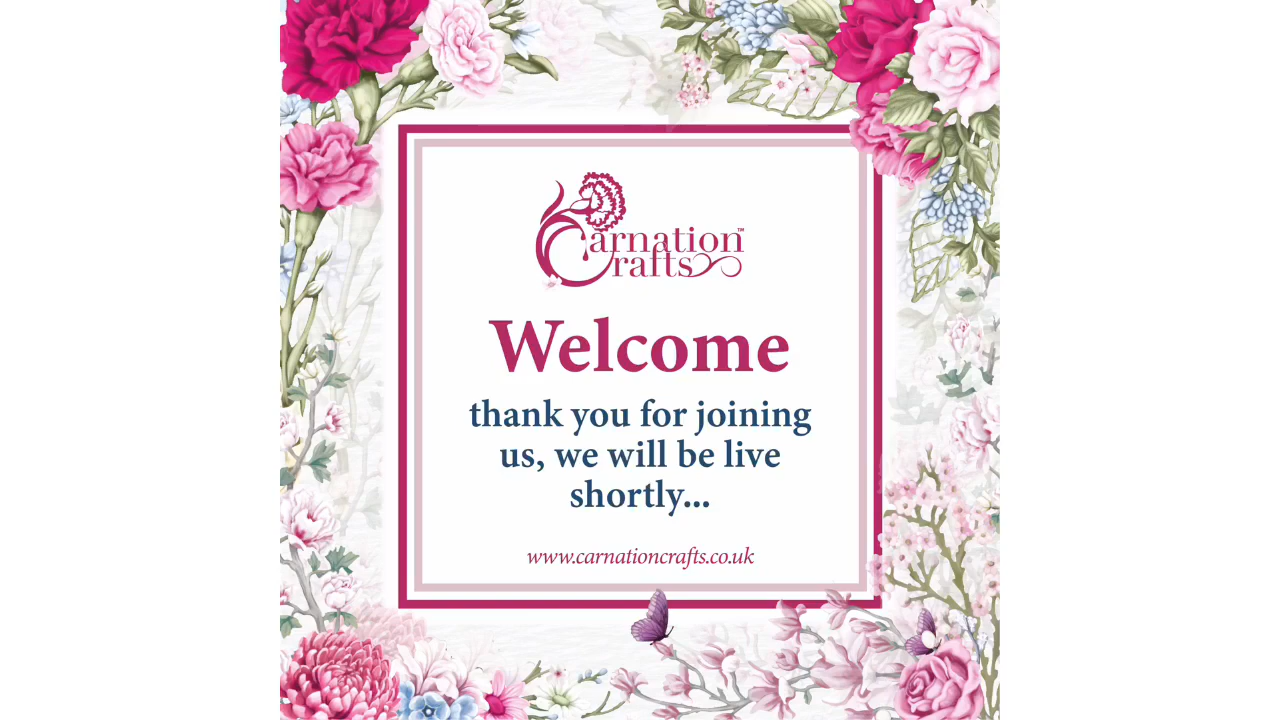 Carnation™
Crafts
Welcome
thank you for joining
us, we will be live
shortly...
www.carnationcrafts.co.uk